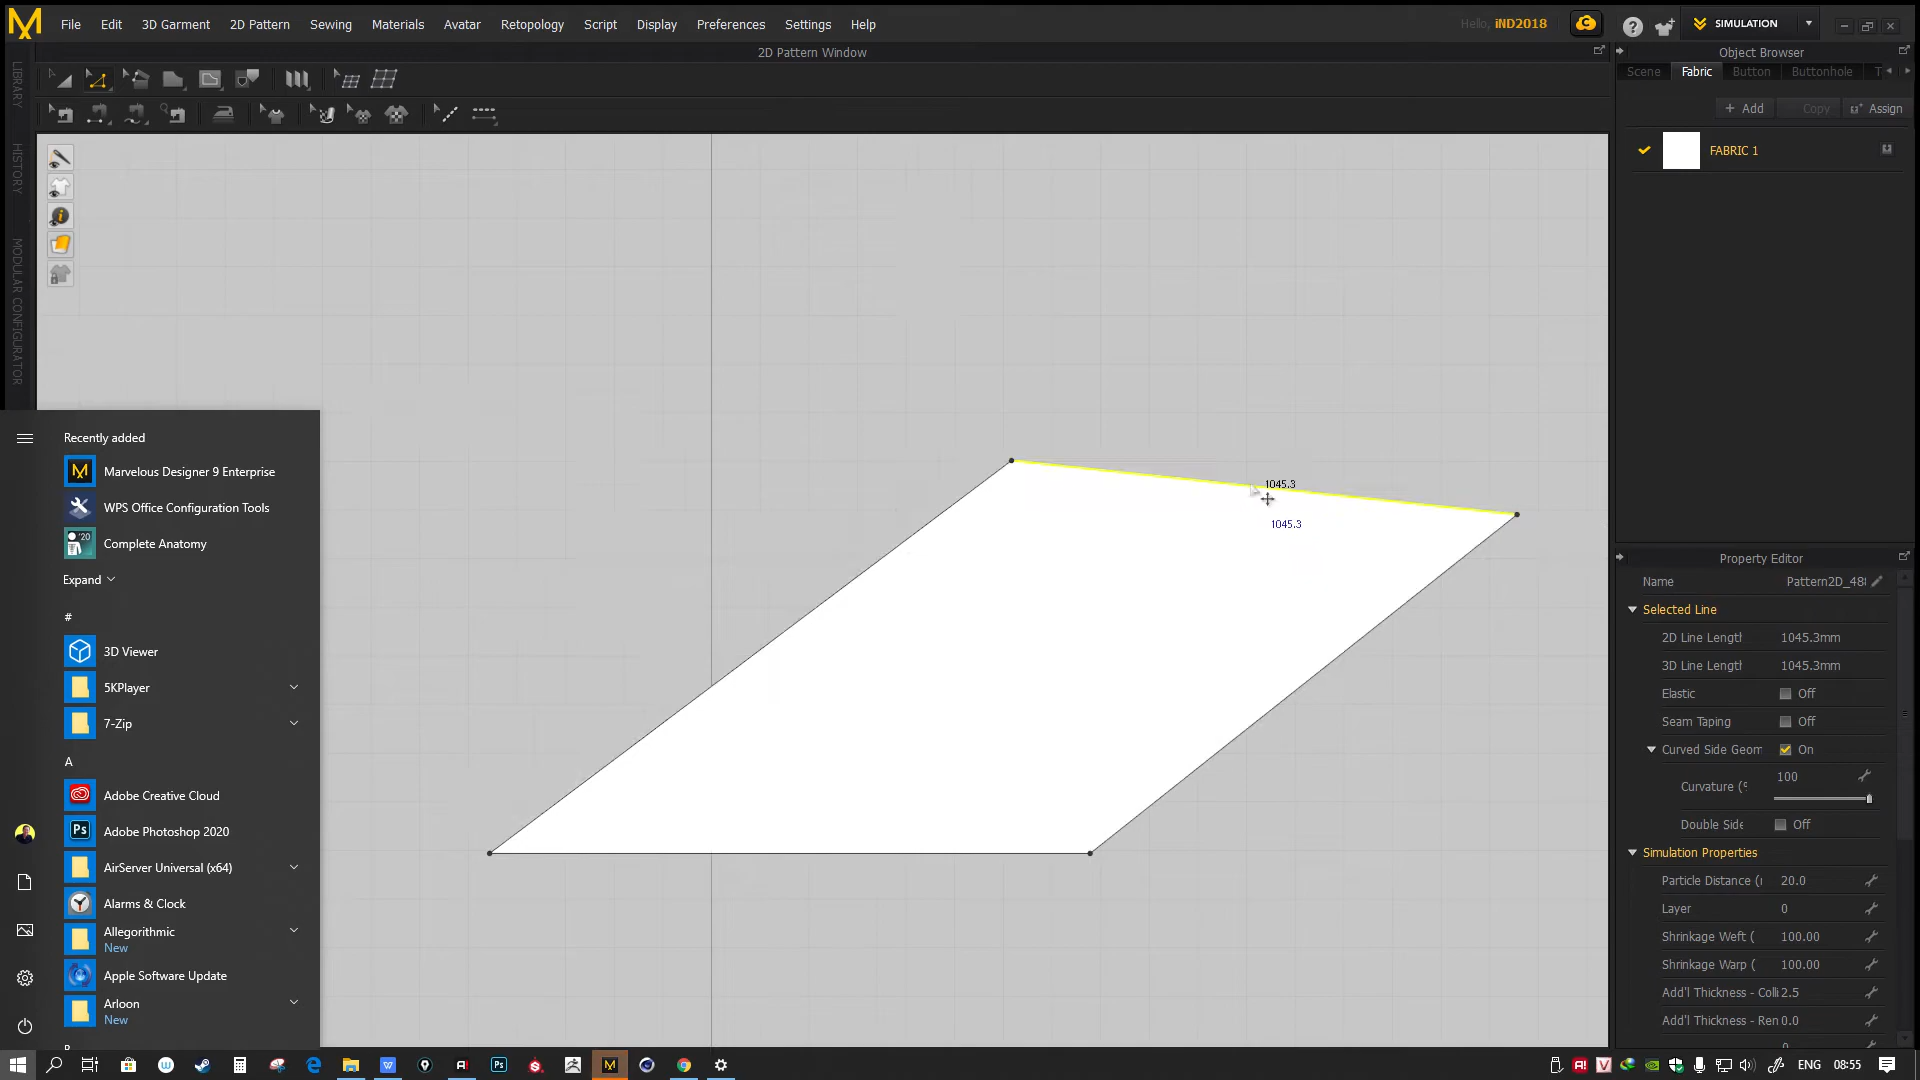 File Edit 3D Garment 2D Pattern Sewing Materials Avatar Retopology Script Display Preferences Settings Help
Hello, iND2018
SIMULATION
2D Pattern Window
Object Browser
LIBRARY
HISTORY
MODULAR CONFIGURATOR
Scene Fabric Button Buttonhole T
+ Add Copy Assign
FABRIC 1
1045.3
1045.3
Property Editor
Name Pattern2D_48
Selected Line
2D Line Length 1045.3mm
3D Line Length 1045.3mm
Elastic Off
Seam Taping Off
Curved Side Geom On
Curvature (% 100
Double Side Off
Simulation Properties
Particle Distance ( 20.0
Layer 0
Shrinkage Weft ( 100.00
Shrinkage Warp ( 100.00
Add'l Thickness - Colli 2.5
Add'l Thickness - Ren 0.0
Recently added
Marvelous Designer 9 Enterprise
WPS Office Configuration Tools
Complete Anatomy
Expand
#
3D Viewer
5KPlayer
7-Zip
A
Adobe Creative Cloud
Adobe Photoshop 2020
AirServer Universal (x64)
Alarms & Clock
Allegorithmic
New
Apple Software Update
Arloon
New
ENG 08:55